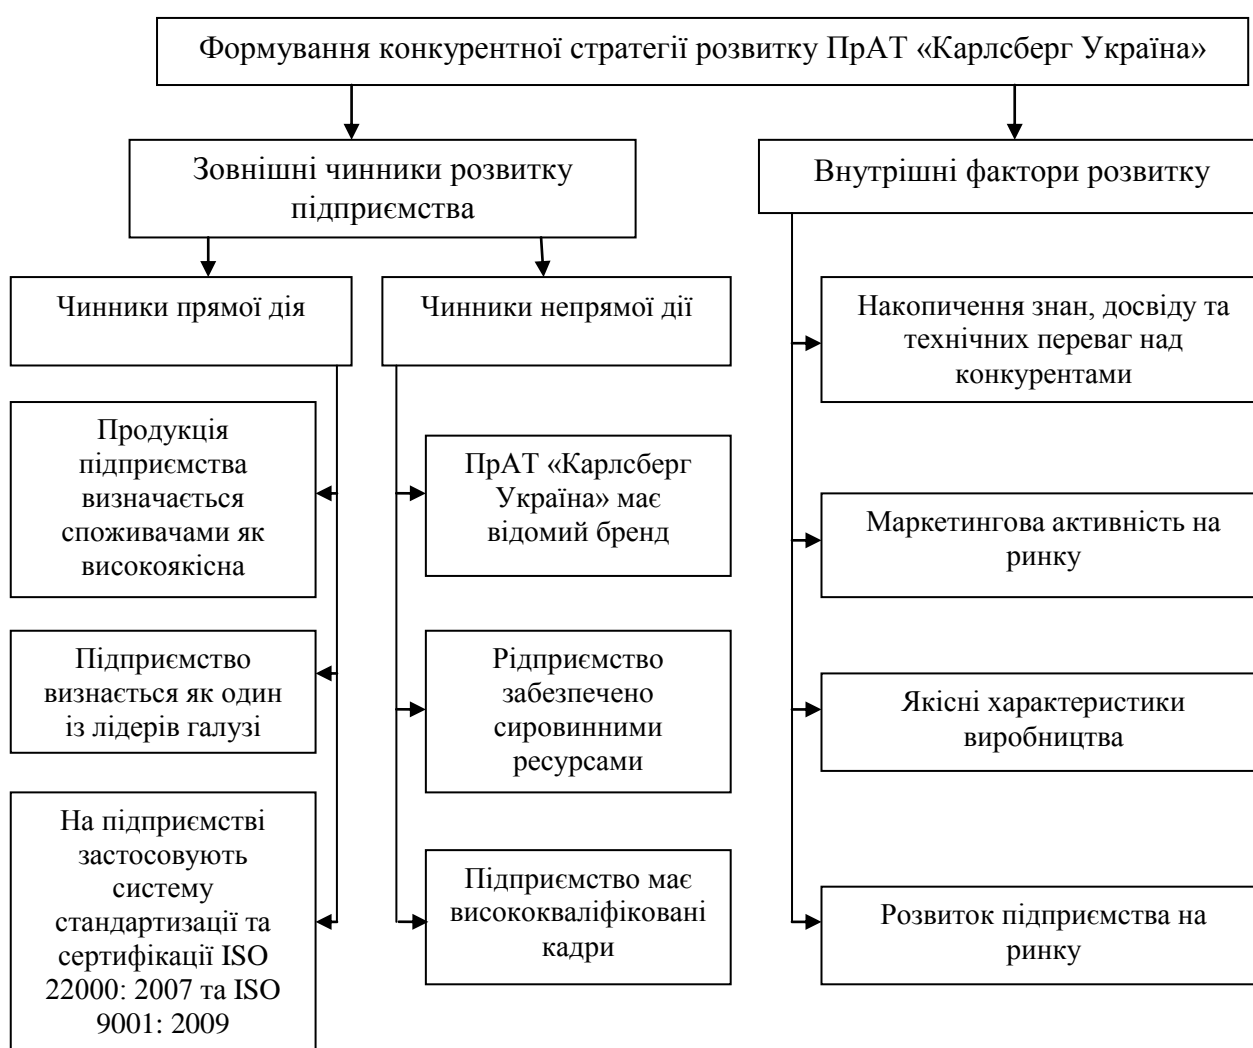 Формування конкурентної стратегії розвитку ПрАТ «Карлсберг Україна»
Зовнішні чинники розвитку
підприємства
Внутрішні фактори розвитку
Чинники прямої дія
Чинники непрямої дії
Продукція
підприємства
визначається
споживачами як
високоякісна
Підприємство
визнається як один
із лідерів галузі
На підприємстві
застосовують
систему
стандартизації та
сертифікації ISO
22000: 2007 та ISO
9001: 2009
ПрАТ «Карлсберг
Україна» має
відомий бренд
Рідприємство
забезпечено
сировинними
ресурсами
Підприємство має
висококваліфіковані
кадри
Накопичення знан, досвіду та
технічних переваг над
конкурентами
Маркетингова активність на
ринку
Якісні характеристики
виробництва
Розвиток підприємства на
ринку